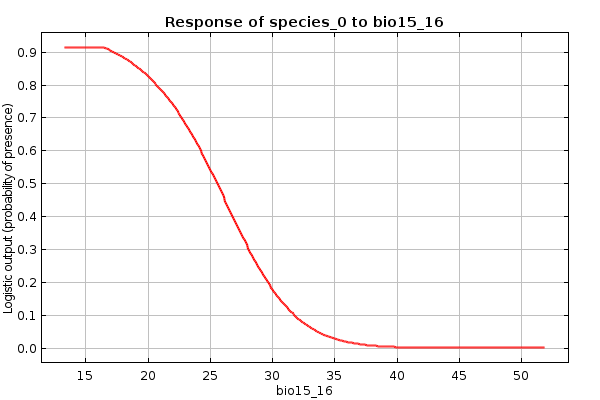 Response of species_0 to bio15_16
Logistic output (probability of presence)
0.9
0.8
0.7
0.6
0.5
0.4
0.3
0.2
0.1
0.0
15 20 25 30 35 40 45 50
bio15_16